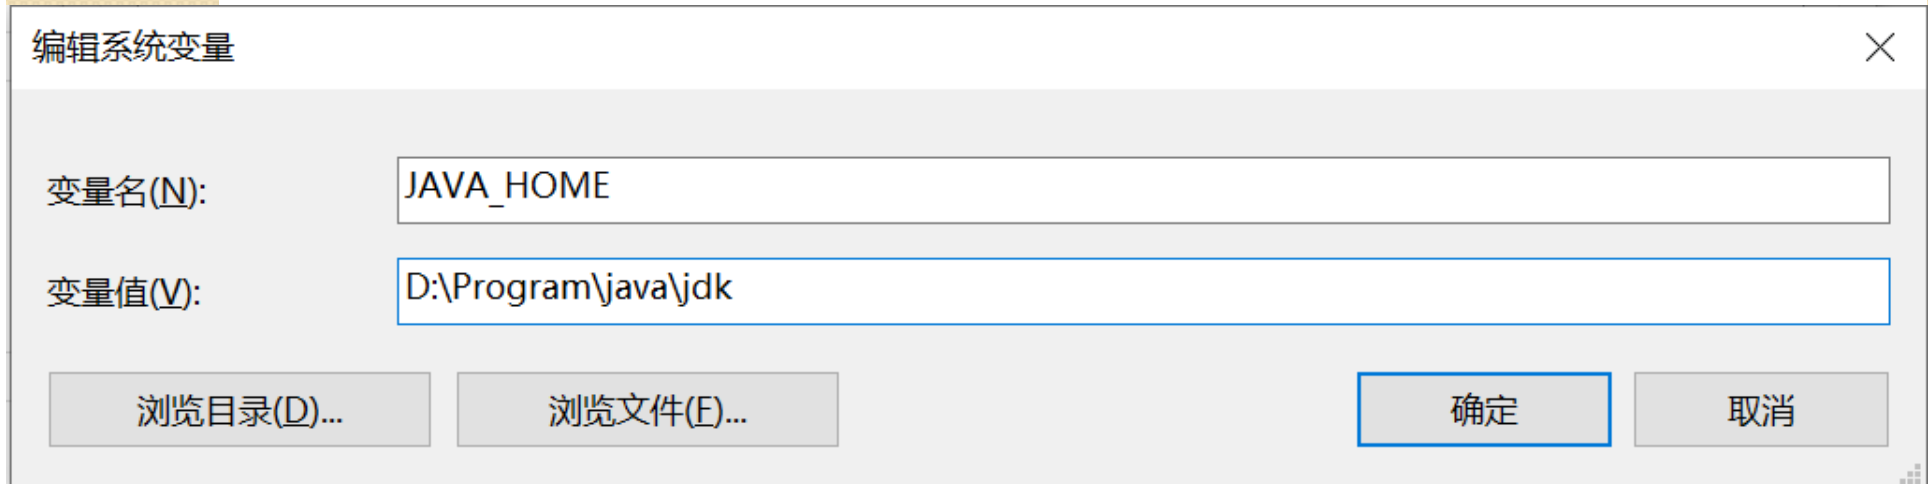 编辑系统变量
变量名(N): JAVA_HOME
变量值(V): D:\Program\java\jdk
浏览目录(D)... 浏览文件(F)... 确定 取消